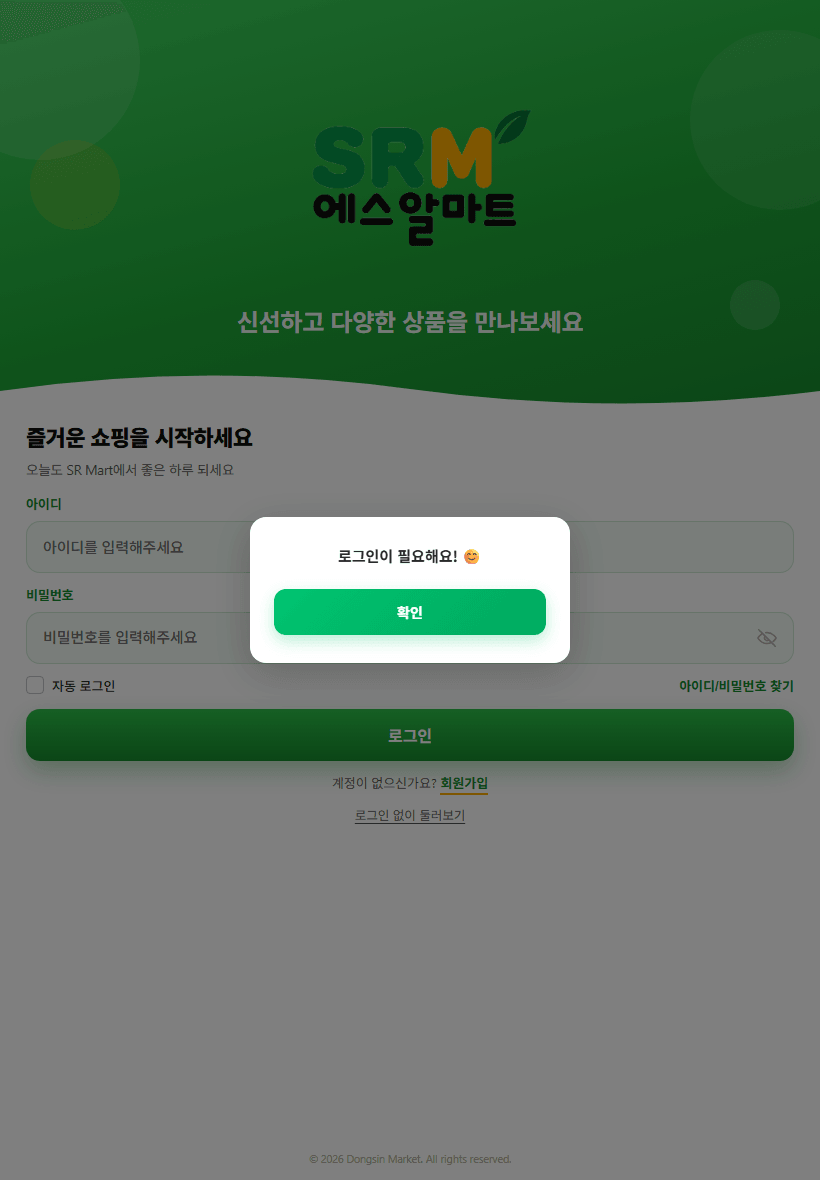 SRM
에스알마트
신선하고 다양한 상품을 만나보세요
즐거운 쇼핑을 시작하세요
오늘도 SR Mart에서 좋은 하루 되세요
아이디
아이디를 입력해주세요
로그인이 필요해요! 😊
확인
비밀번호
비밀번호를 입력해주세요
자동 로그인
아이디/비밀번호 찾기
로그인
계정이 없으신가요? 회원가입
로그인 없이 둘러보기
© 2026 Dongsin Market. All rights reserved.